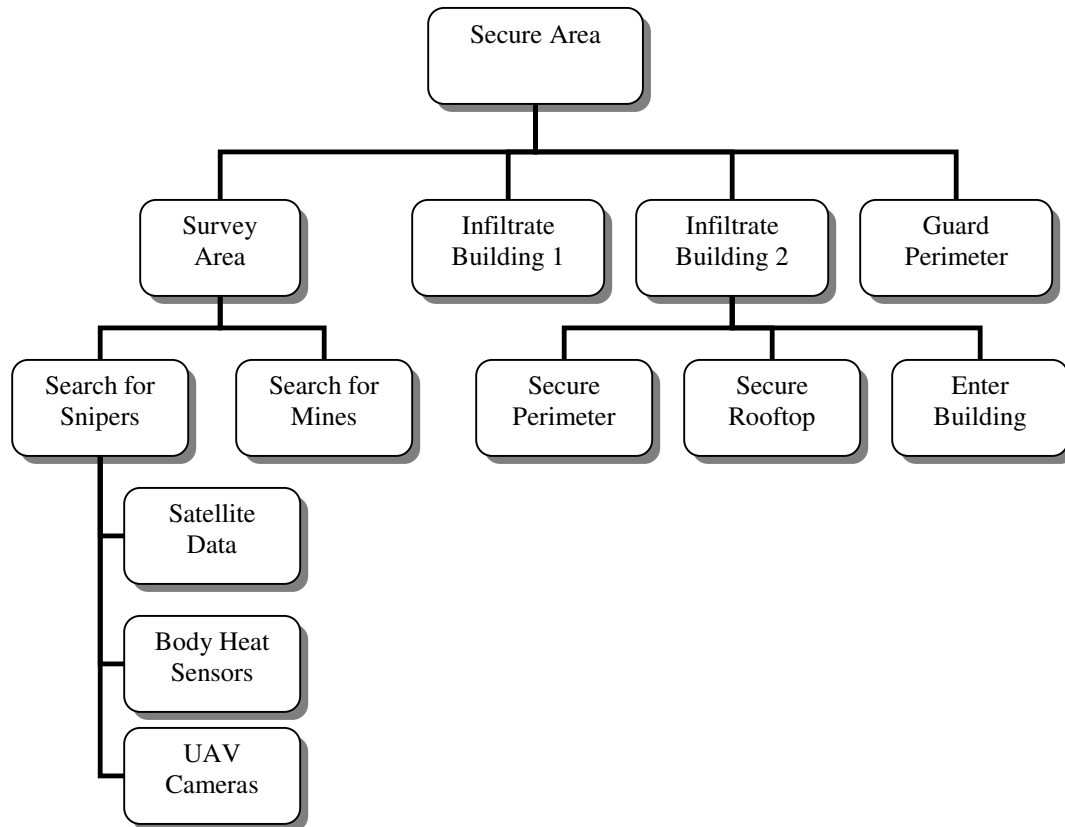 Secure Area
Survey
Area
Infiltrate
Building 1
Infiltrate
Building 2
Guard
Perimeter
Search for
Snipers
Search for
Mines
Secure
Perimeter
Secure
Rooftop
Enter
Building
Satellite
Data
Body Heat
Sensors
UAV
Cameras